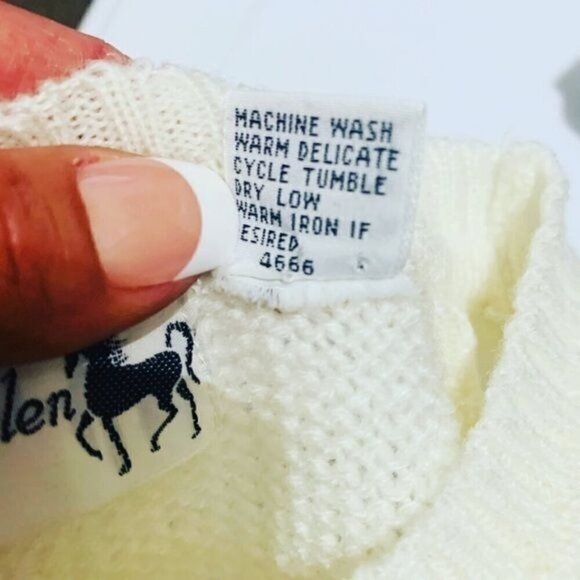 MACHINE WASH
WARM DELICATE
CYCLE TUMBLE
DRY LOW
WARM IRON IF
ESIRED
4666
len